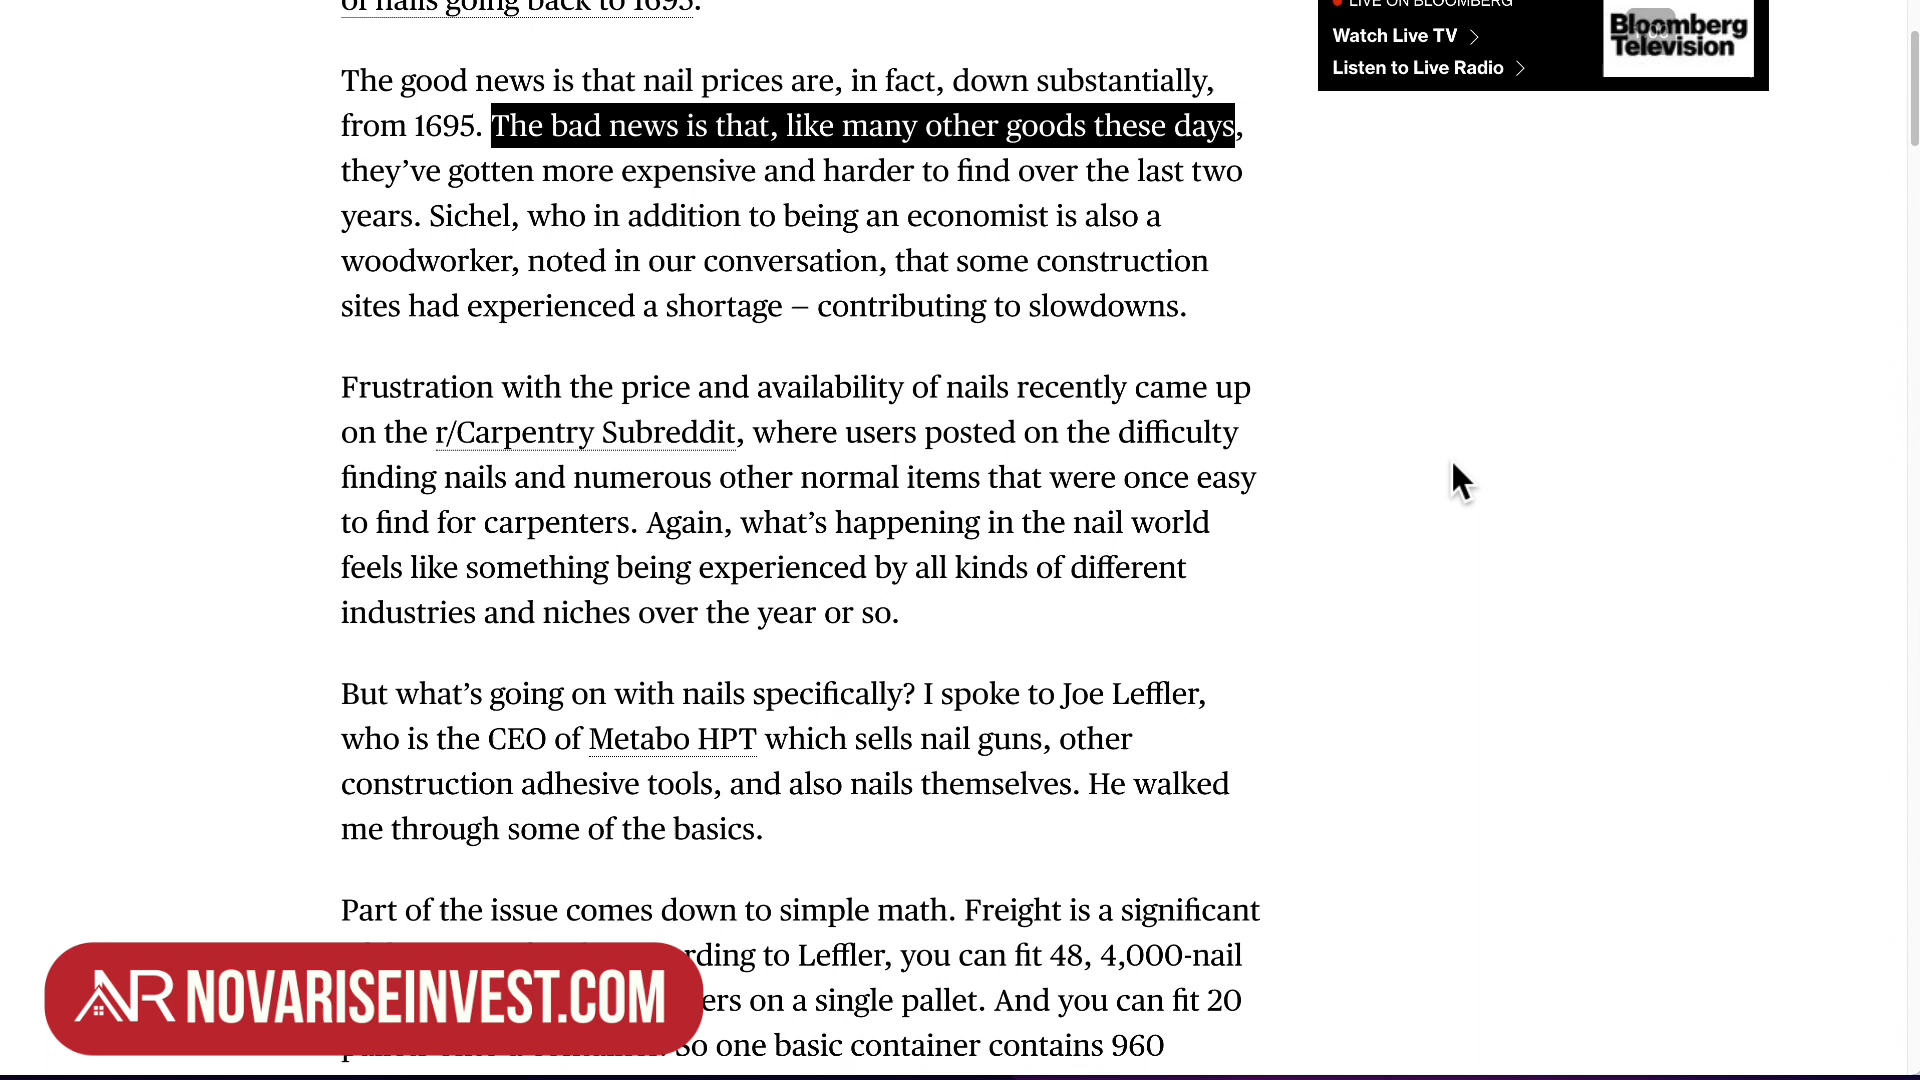 of nails going back to 1695.
LIVE ON BLOOMBERG
Watch Live TV
Listen to Live Radio
Bloomberg
Television
The good news is that nail prices are, in fact, down substantially,
from 1695. The bad news is that, like many other goods these days,
they’ve gotten more expensive and harder to find over the last two
years. Sichel, who in addition to being an economist is also a
woodworker, noted in our conversation, that some construction
sites had experienced a shortage – contributing to slowdowns.
Frustration with the price and availability of nails recently came up
on the r/Carpentry Subreddit, where users posted on the difficulty
finding nails and numerous other normal items that were once easy
to find for carpenters. Again, what’s happening in the nail world
feels like something being experienced by all kinds of different
industries and niches over the year or so.
But what’s going on with nails specifically? I spoke to Joe Leffler,
who is the CEO of Metabo HPT which sells nail guns, other
construction adhesive tools, and also nails themselves. He walked
me through some of the basics.
Part of the issue comes down to simple math. Freight is a significant
to Leffler, you can fit 48, 4,000-nail
on a single pallet. And you can fit 20
So one basic container contains 960
NR NOVARISEINVEST.COM